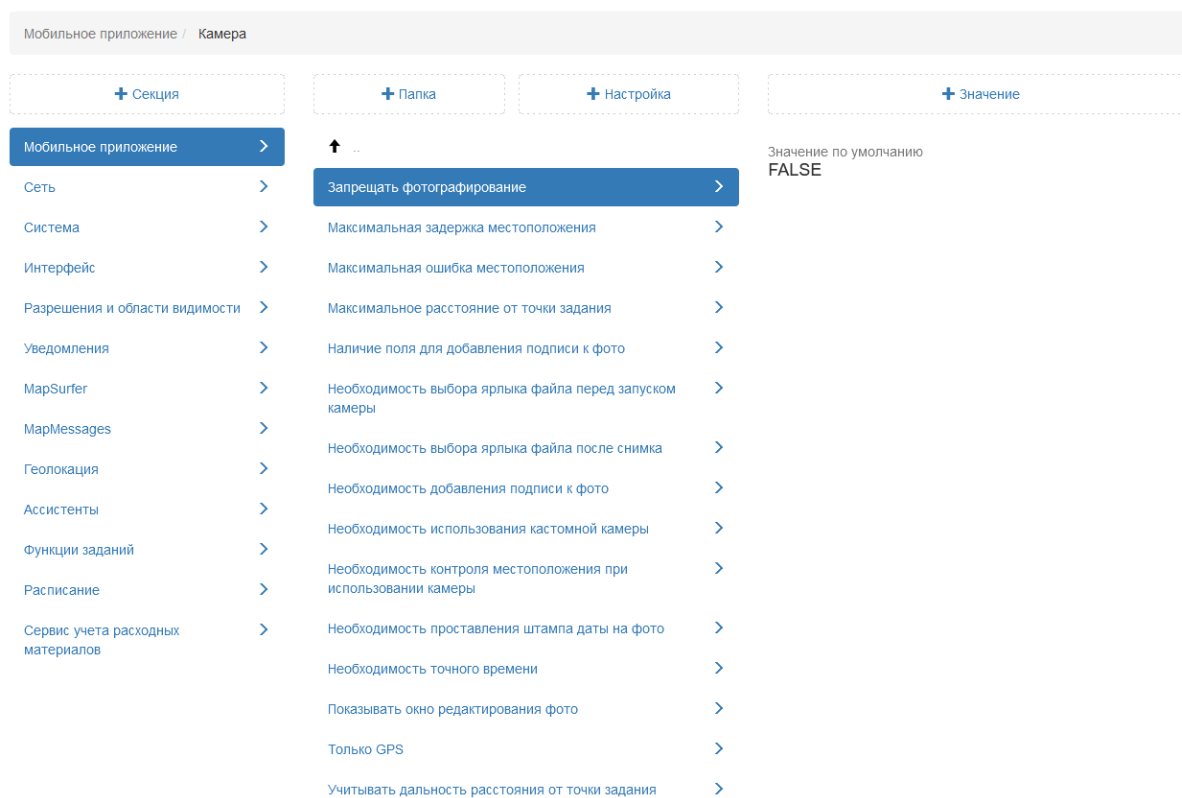 Мобильное приложение / Камера
+ Секция
+ Папка
+ Настройка
+ Значение
Мобильное приложение
Сеть
Система
Интерфейс
Разрешения и области видимости
Уведомления
MapSurfer
MapMessages
Геолокация
Ассистенты
Функции заданий
Расписание
Сервис учета расходных
материалов
..
Запрещать фотографирование
Максимальная задержка местоположения
Максимальная ошибка местоположения
Максимальное расстояние от точки задания
Наличие поля для добавления подписи к фото
Необходимость выбора ярлыка файла перед запуском
камеры
Необходимость выбора ярлыка файла после снимка
Необходимость добавления подписи к фото
Необходимость использования кастомной камеры
Необходимость контроля местоположения при
использовании камеры
Необходимость проставления штампа даты на фото
Необходимость точного времени
Показывать окно редактирования фото
Только GPS
Учитывать дальность расстояния от точки задания
Значение по умолчанию
FALSE